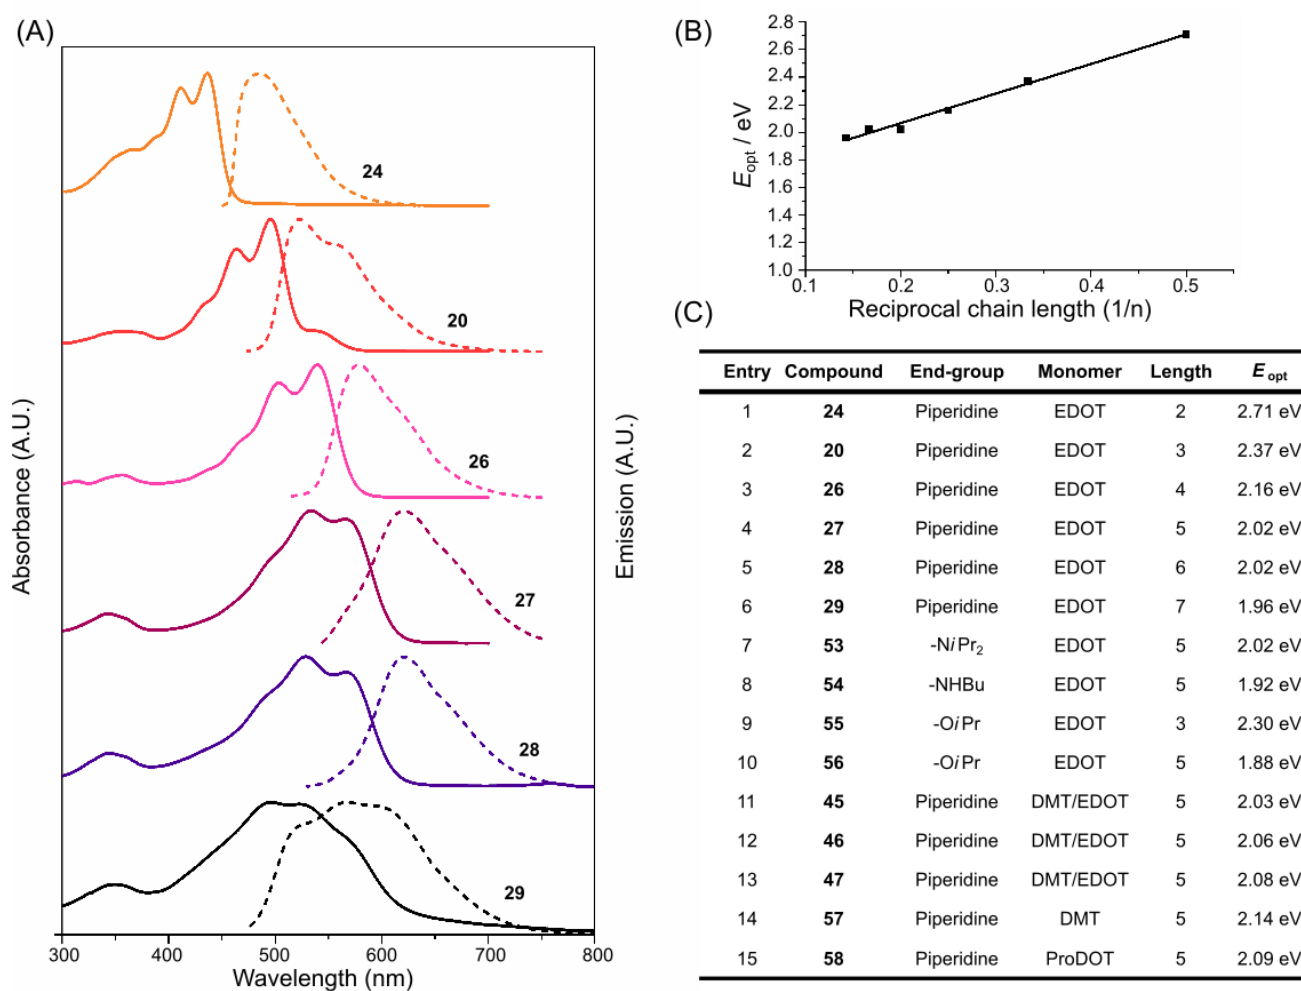 (A)
24
20
26
27
28
29
Absorbance (A.U.)
Emission (A.U.)
300 400 500 600 700 800
Wavelength (nm)
(B)
2.8
2.6
2.4
2.2
2.0
1.8
1.6
1.4
1.2
1.0
E opt / eV
0.1 0.2 0.3 0.4 0.5
Reciprocal chain length (1/n)
(C)
Entry Compound End-group Monomer Length E opt
1 24 Piperidine EDOT 2 2.71 eV
2 20 Piperidine EDOT 3 2.37 eV
3 26 Piperidine EDOT 4 2.16 eV
4 27 Piperidine EDOT 5 2.02 eV
5 28 Piperidine EDOT 6 2.02 eV
6 29 Piperidine EDOT 7 1.96 eV
7 53 -NiPr2 EDOT 5 2.02 eV
8 54 -NHBu EDOT 5 1.92 eV
9 55 -OiPr EDOT 3 2.30 eV
10 56 -OiPr EDOT 5 1.88 eV
11 45 Piperidine DMT/EDOT 5 2.03 eV
12 46 Piperidine DMT/EDOT 5 2.06 eV
13 47 Piperidine DMT/EDOT 5 2.08 eV
14 57 Piperidine DMT 5 2.14 eV
15 58 Piperidine ProDOT 5 2.09 eV